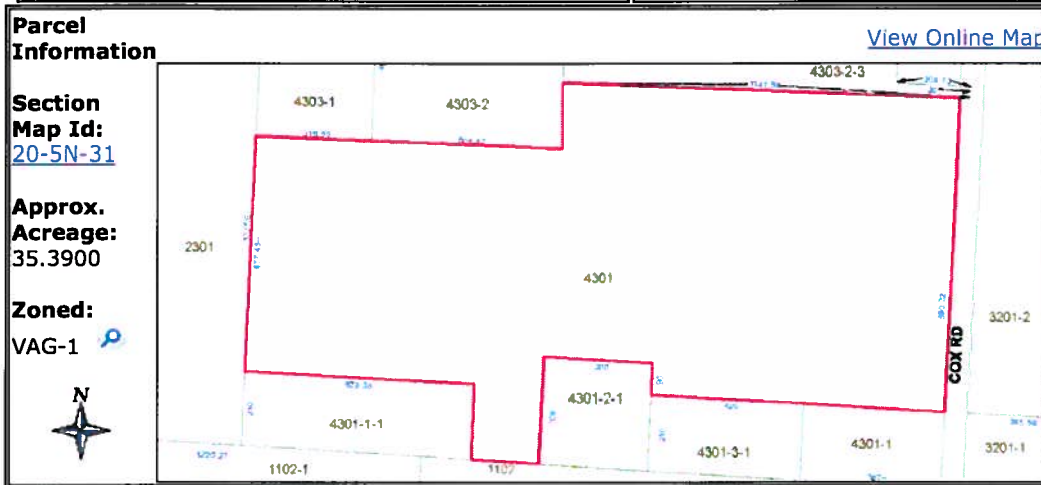 Parcel
Information
View Online Map
Section
Map Id:
20-5N-31
Approx.
Acreage:
35.3900
Zoned:
VAG-1
N
4303-1
4303-2
4303-2-3
2301
4301
3201-2
COX RD
4301-1-1
4301-2-1
4301-3-1
4301-1
3201-1
1102-1
1102